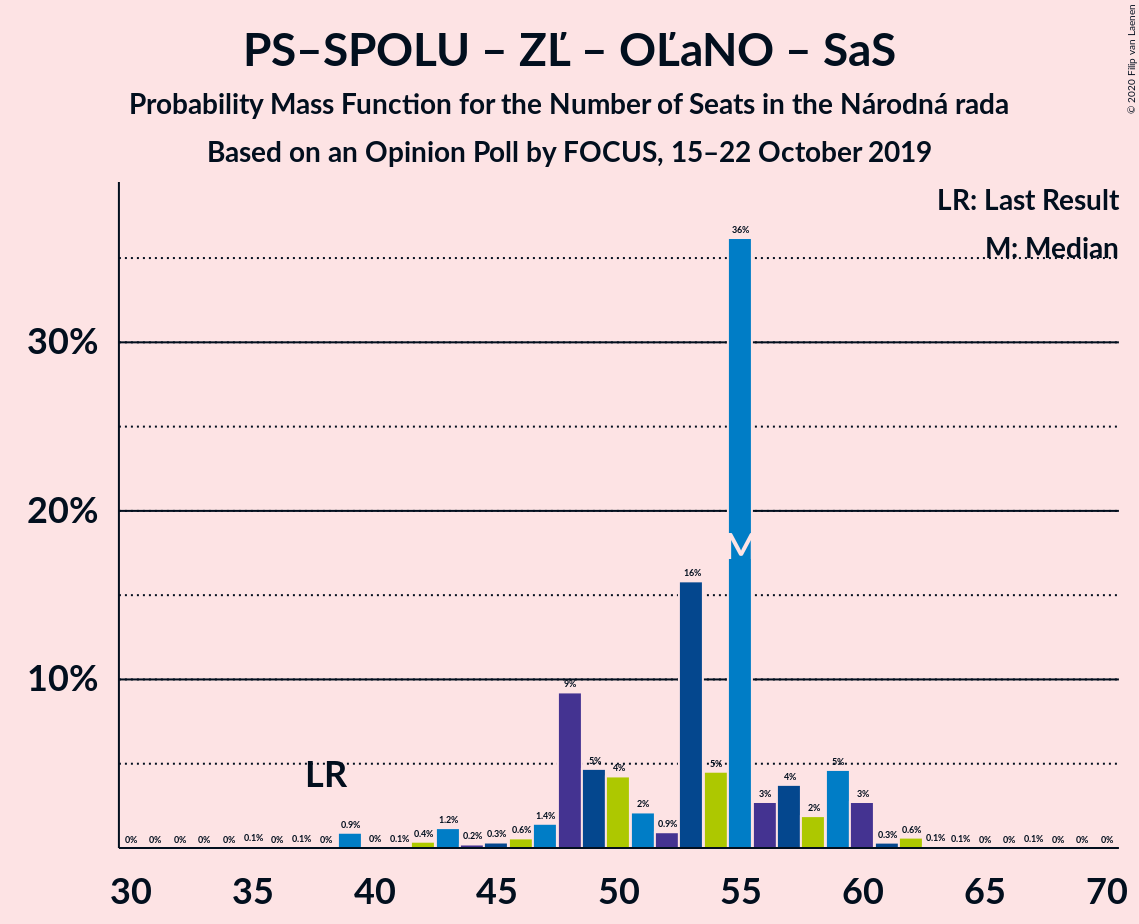 PS–SPOLU – ZĽ – OĽaNO – SaS
Probability Mass Function for the Number of Seats in the Národná rada
Based on an Opinion Poll by FOCUS, 15–22 October 2019
© 2020 Filip van Laenen
LR: Last Result
M: Median
30%
20%
10%
LR
M
0% 0% 0% 0% 0% 0.1% 0% 0.1% 0% 0.9% 0% 0.1% 0.4% 1.2% 0.2% 0.3% 0.6% 1.4% 9% 5% 4% 2% 0.9% 16% 5% 36% 3% 4% 2% 5% 3% 0.3% 0.6% 0.1% 0.1% 0% 0% 0.1% 0% 0% 0%
30 35 40 45 50 55 60 65 70